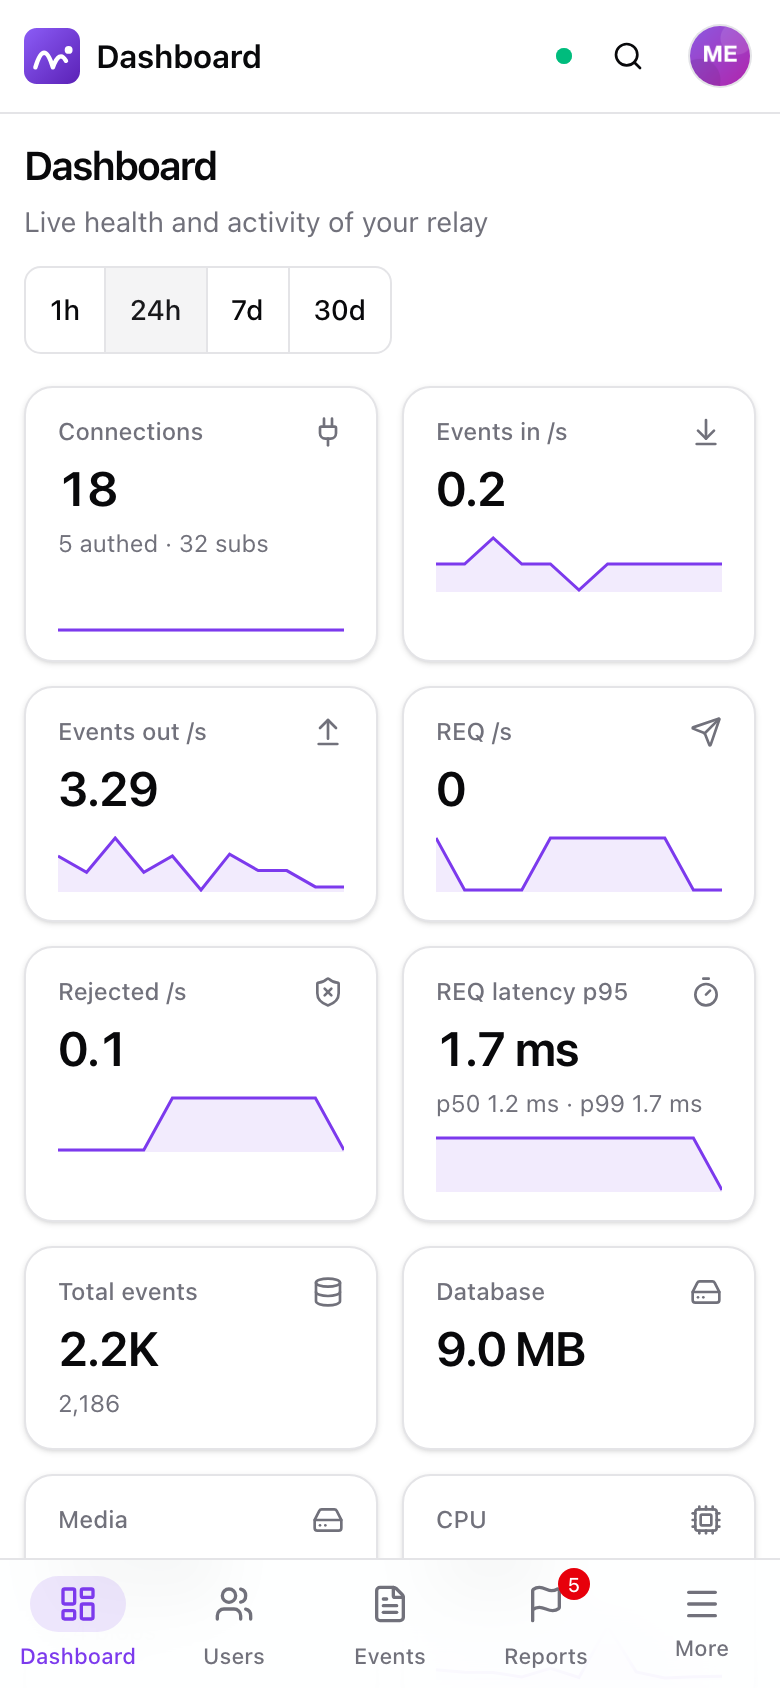 Dashboard
ME
Dashboard
Live health and activity of your relay
1h
24h
7d
30d
Connections
18
5 authed · 32 subs
Events in /s
0.2
Events out /s
3.29
REQ /s
0
Rejected /s
0.1
REQ latency p95
1.7 ms
p50 1.2 ms · p99 1.7 ms
Total events
2.2K
2,186
Database
9.0 MB
Media
CPU
5
Dashboard
Users
Events
Reports
More